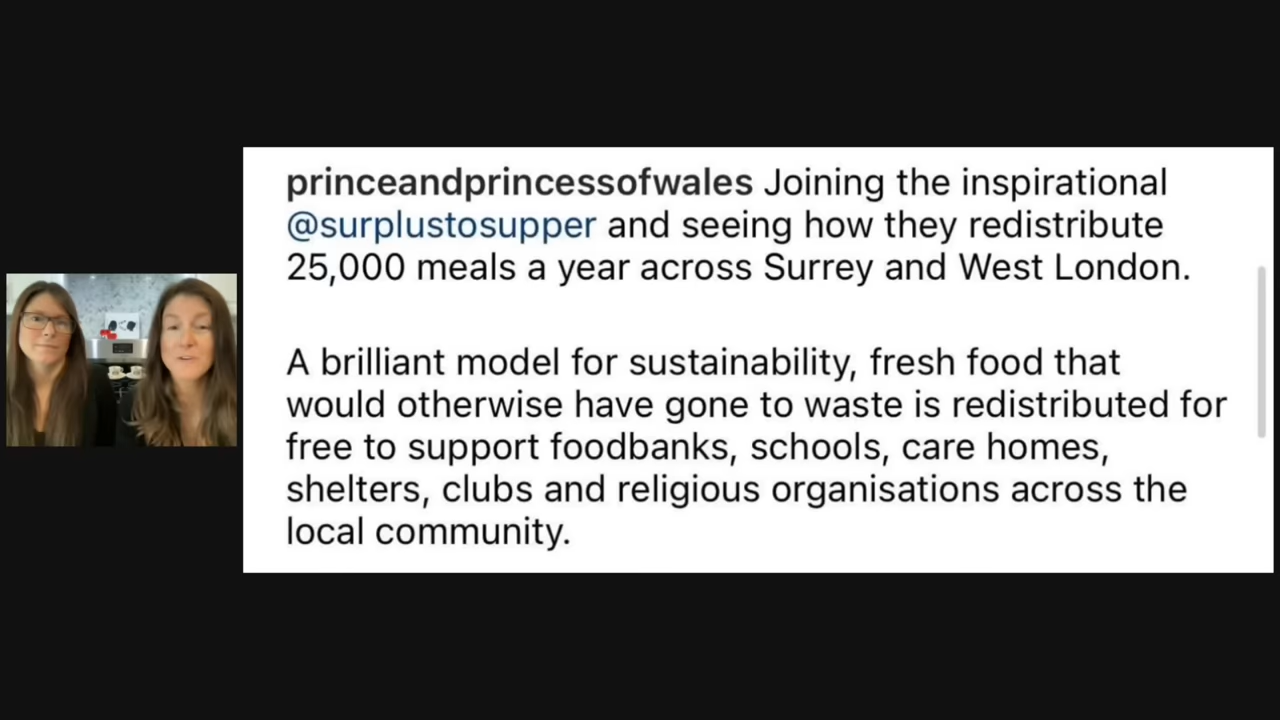 princeandprincessofwales Joining the inspirational
@surplustosupper and seeing how they redistribute
25,000 meals a year across Surrey and West London.
A brilliant model for sustainability, fresh food that
would otherwise have gone to waste is redistributed for
free to support foodbanks, schools, care homes,
shelters, clubs and religious organisations across the
local community.